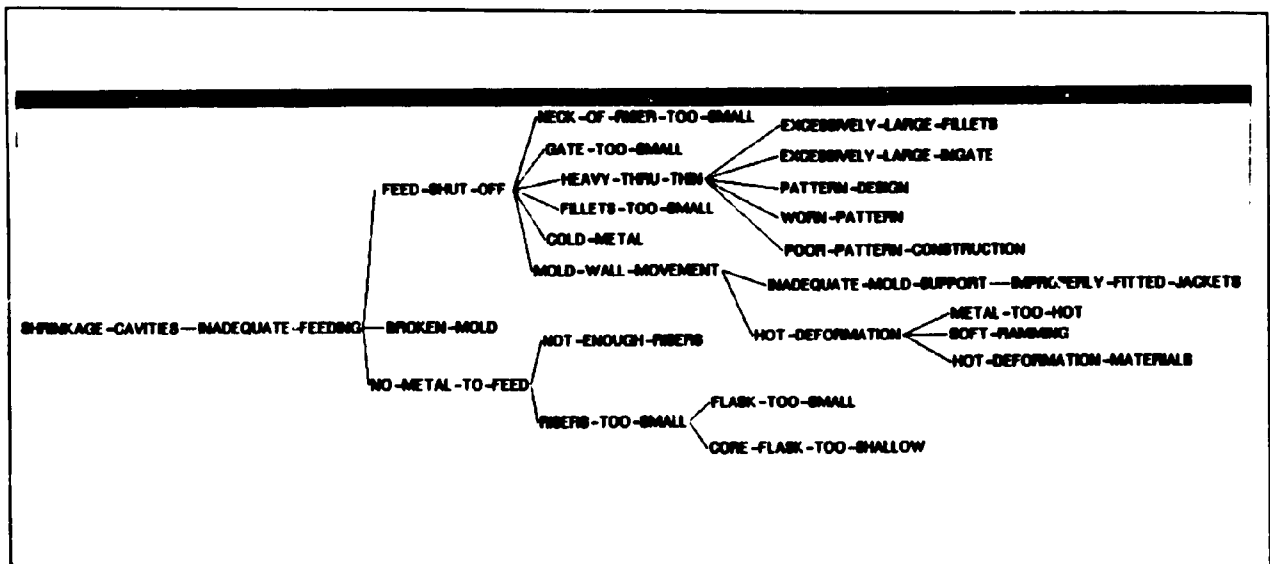 NECK-OF-RISER-TOO-SMALL
EXCESSIVELY-LARGE-FILLETS
GATE-TOO-SMALL
EXCESSIVELY-LARGE-INGATE
HEAVY-THRU-THIN
FEED-SHUT-OFF
PATTERN-DESIGN
FILLETS-TOO-SMALL
WORN-PATTERN
COLD-METAL
POOR-PATTERN-CONSTRUCTION
MOLD-WALL-MOVEMENT
INADEQUATE-MOLD-SUPPORT — IMPROPERLY-FITTED-JACKETS
METAL-TOO-HOT
SHRINKAGE-CAVITIES — INADEQUATE-FEEDING — BROKEN-MOLD
HOT-DEFORMATION
SOFT-RAMMING
NOT-ENOUGH-RISERS
HOT-DEFORMATION-MATERIALS
NO-METAL-TO-FEED
FLASK-TOO-SMALL
RISERS-TOO-SMALL
CORE-FLASK-TOO-SHALLOW